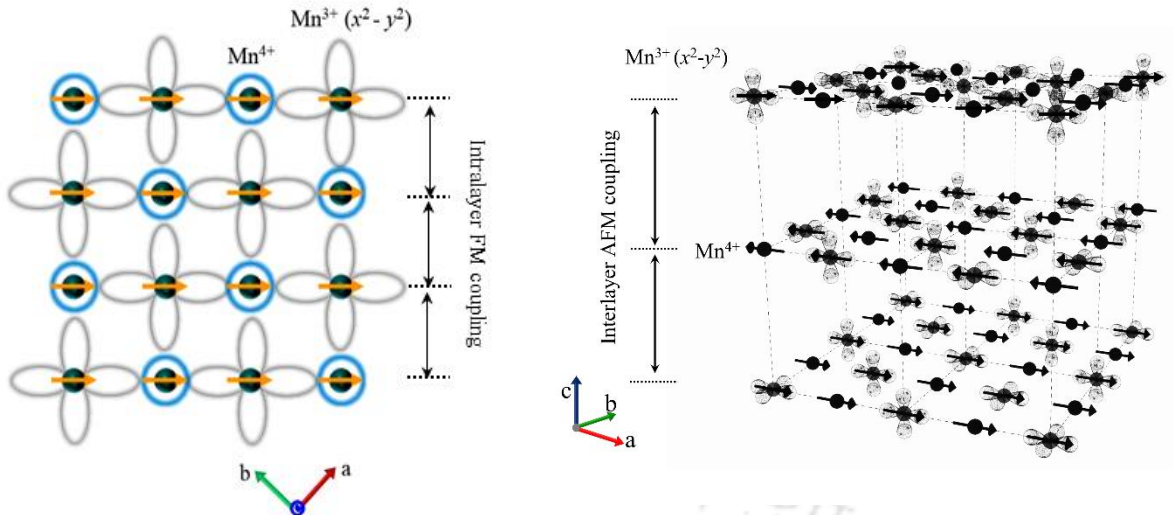 Mn³⁺ (x² - y²)
Mn⁴⁺
Intralayer FM coupling
b
a
c
Mn³⁺ (x²-y²)
Mn⁴⁺
Interlayer AFM coupling
c
b
a